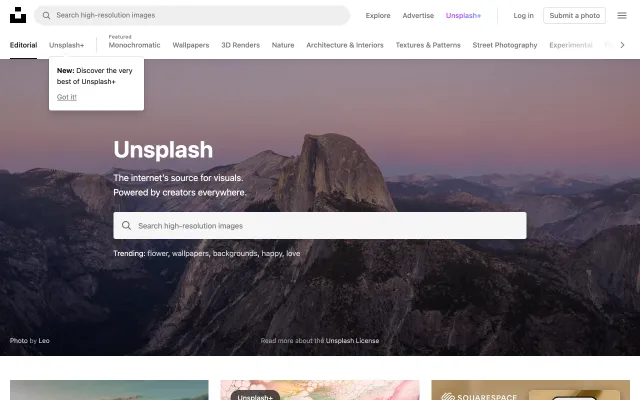 Search high-resolution images
Explore
Advertise
Unsplash+
Log in
Submit a photo
Editorial
Unsplash+
Featured
Monochromatic
Wallpapers
3D Renders
Nature
Architecture & Interiors
Textures & Patterns
Street Photography
Experimental
New: Discover the very
best of Unsplash+
Got it!
Unsplash
The internet's source for visuals.
Powered by creators everywhere.
Search high-resolution images
Trending: flower, wallpapers, backgrounds, happy, love
Photo by Leo
Read more about the Unsplash License
Unsplash+
SQUARESPACE